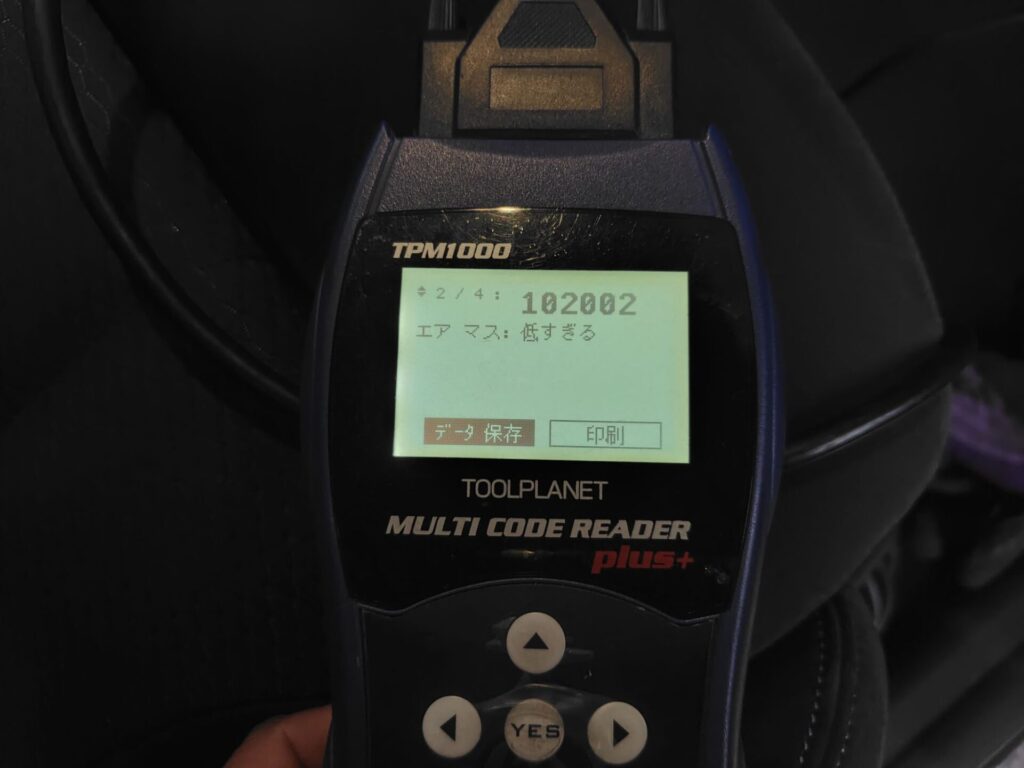 TPM1000
2 / 4 : 102002
エア マス: 低すぎる
データ 保存 印刷
TOOLPLANET
MULTI CODE READER
plus+
YES